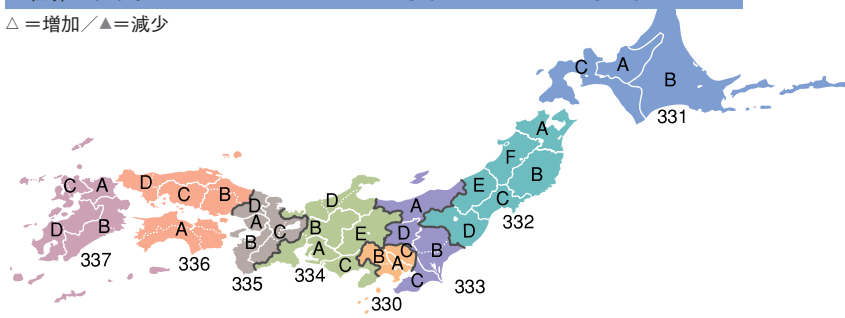 △＝増加／▲＝減少
C A B
331
A
F B
E C
D
332
A
D B
C
C
333
D
B E
A C
334
B A C
330
D
A C
B
335
D C B
A
336
C A
D B
337